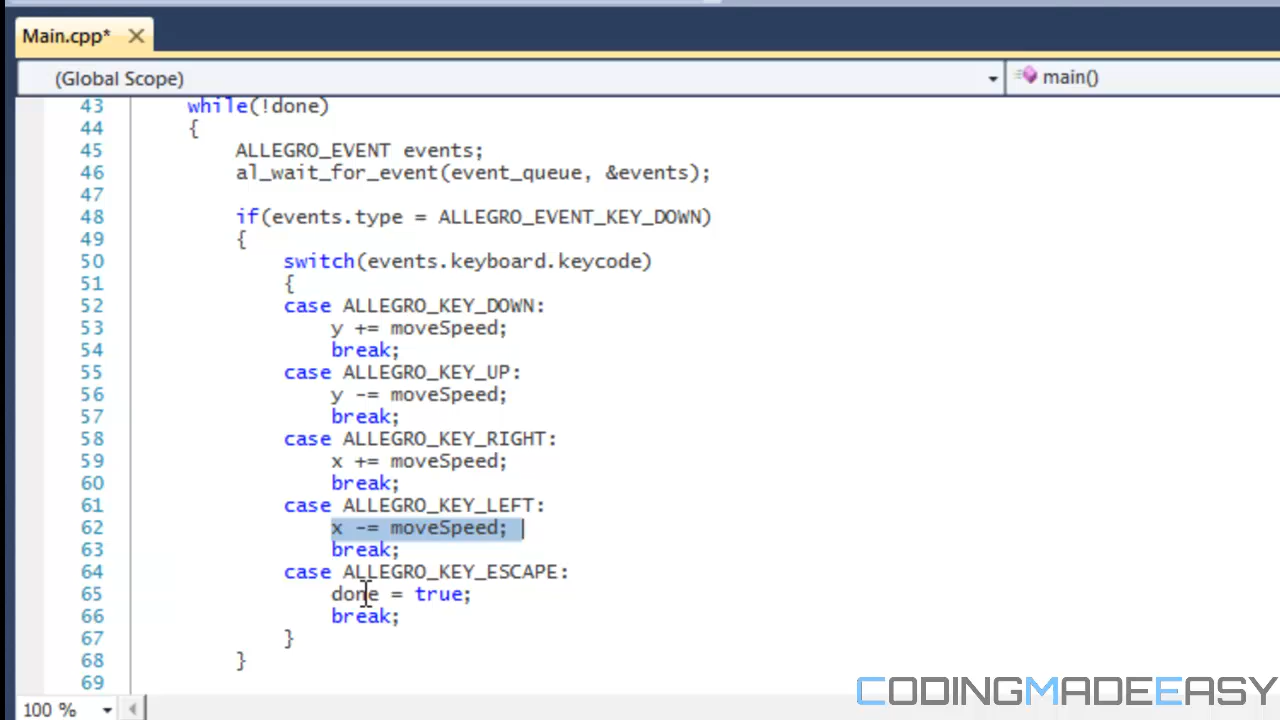 Main.cpp*
(Global Scope) main()
43 while(!done)
44 {
45 ALLEGRO_EVENT events;
46 al_wait_for_event(event_queue, &events);
47
48 if(events.type = ALLEGRO_EVENT_KEY_DOWN)
49 {
50 switch(events.keyboard.keycode)
51 {
52 case ALLEGRO_KEY_DOWN:
53 y += moveSpeed;
54 break;
55 case ALLEGRO_KEY_UP:
56 y -= moveSpeed;
57 break;
58 case ALLEGRO_KEY_RIGHT:
59 x += moveSpeed;
60 break;
61 case ALLEGRO_KEY_LEFT:
62 x -= moveSpeed;
63 break;
64 case ALLEGRO_KEY_ESCAPE:
65 done = true;
66 break;
67 }
68 }
69
100 %
CODINGMADEEASY